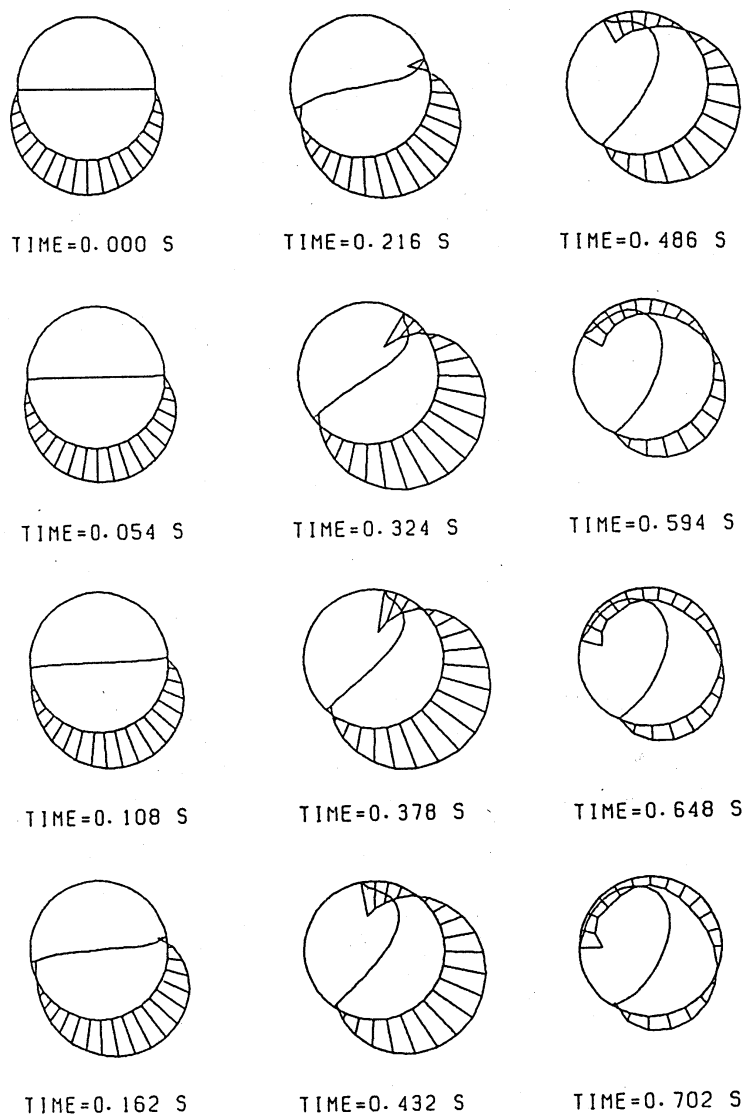 TIME=0.000 S
TIME=0.216 S
TIME=0.486 S
TIME=0.054 S
TIME=0.324 S
TIME=0.594 S
TIME=0.108 S
TIME=0.378 S
TIME=0.648 S
TIME=0.162 S
TIME=0.432 S
TIME=0.702 S